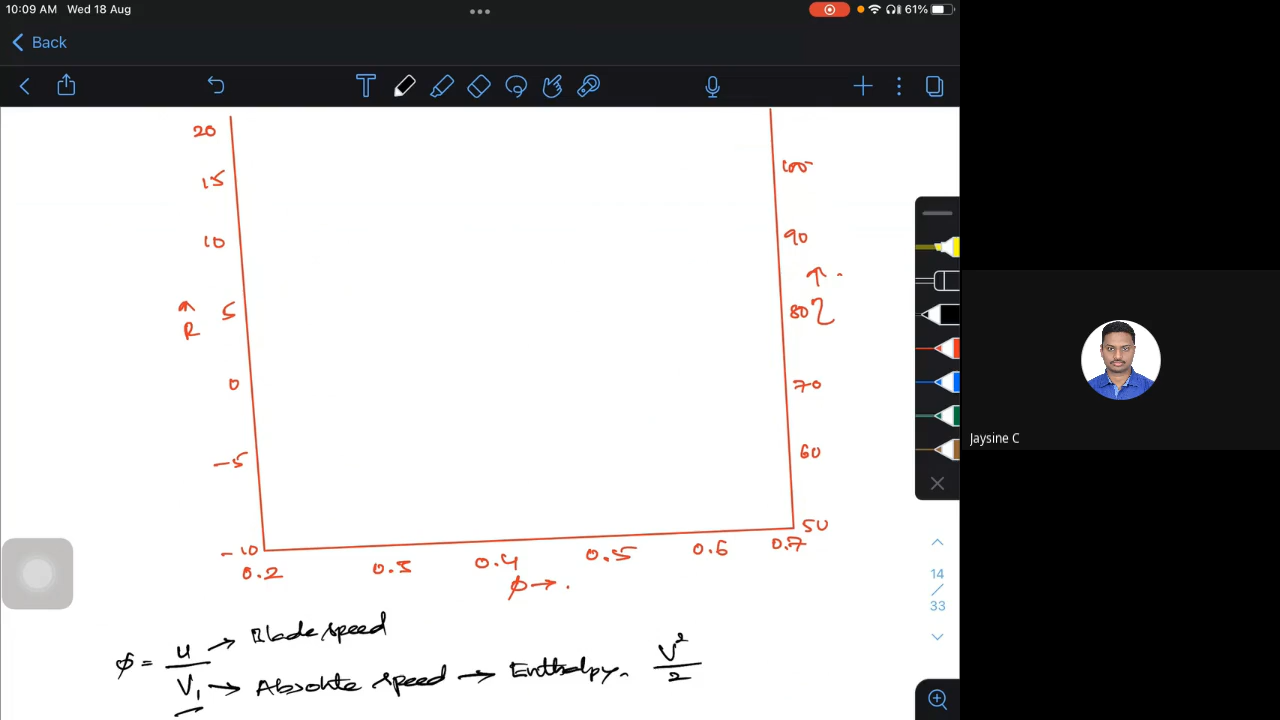 10:09 AM Wed 18 Aug
61%
Back
T
20
15
10
↑ 5
R
0
-5
-10
100
90
↑
80 η
70
60
50
0.2 0.3 0.4 0.5 0.6 0.7
ϕ →
ϕ = u/V₁
u → Blade speed
V₁ → Absolute speed → Enthalpy. V²/2
14
/
33
Jaysine C